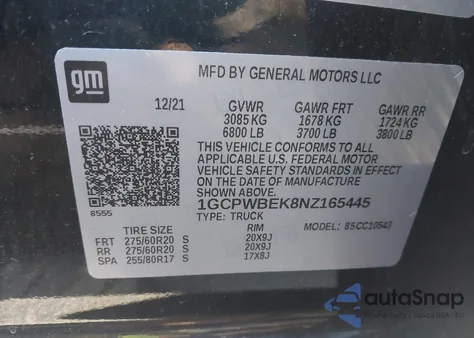 gm
MFD BY GENERAL MOTORS LLC
12/21 GVWR GAWR FRT GAWR RR
3085 KG 1678 KG 1724 KG
6800 LB 3700 LB 3800 LB
THIS VEHICLE CONFORMS TO ALL
APPLICABLE U.S. FEDERAL MOTOR
VEHICLE SAFETY STANDARDS IN EFFECT
ON THE DATE OF MANUFACTURE
SHOWN ABOVE.
8555
1GCPWBEK8NZ165445
TYPE: TRUCK
TIRE SIZE RIM MODEL:
FRT 275/60R20 S 20X9J
RR 275/60R20 S 20X9J
SPA 255/80R17 S 17X8J
autoSnap